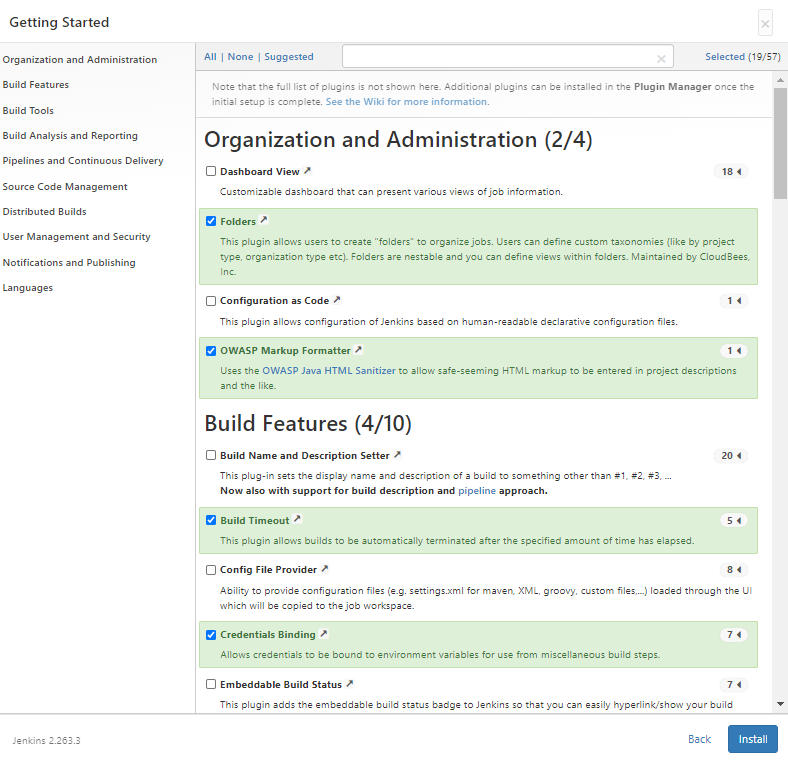 Getting Started
Organization and Administration
Build Features
Build Tools
Build Analysis and Reporting
Pipelines and Continuous Delivery
Source Code Management
Distributed Builds
User Management and Security
Notifications and Publishing
Languages
All | None | Suggested
Selected (19/57)
Note that the full list of plugins is not shown here. Additional plugins can be installed in the Plugin Manager once the
initial setup is complete. See the Wiki for more information.
Organization and Administration (2/4)
Dashboard View 18
Customizable dashboard that can present various views of job information.
Folders
This plugin allows users to create "folders" to organize jobs. Users can define custom taxonomies (like by project
type, organization type etc). Folders are nestable and you can define views within folders. Maintained by CloudBees,
Inc.
Configuration as Code 1
This plugin allows configuration of Jenkins based on human-readable declarative configuration files.
OWASP Markup Formatter 1
Uses the OWASP Java HTML Sanitizer to allow safe-seeming HTML markup to be entered in project descriptions
and the like.
Build Features (4/10)
Build Name and Description Setter 20
This plug-in sets the display name and description of a build to something other than #1, #2, #3, ...
Now also with support for build description and pipeline approach.
Build Timeout 5
This plugin allows builds to be automatically terminated after the specified amount of time has elapsed.
Config File Provider 8
Ability to provide configuration files (e.g. settings.xml for maven, XML, groovy, custom files,...) loaded through the UI
which will be copied to the job workspace.
Credentials Binding 7
Allows credentials to be bound to environment variables for use from miscellaneous build steps.
Embeddable Build Status 7
This plugin adds the embeddable build status badge to Jenkins so that you can easily hyperlink/show your build
Jenkins 2.263.3
Back
Install